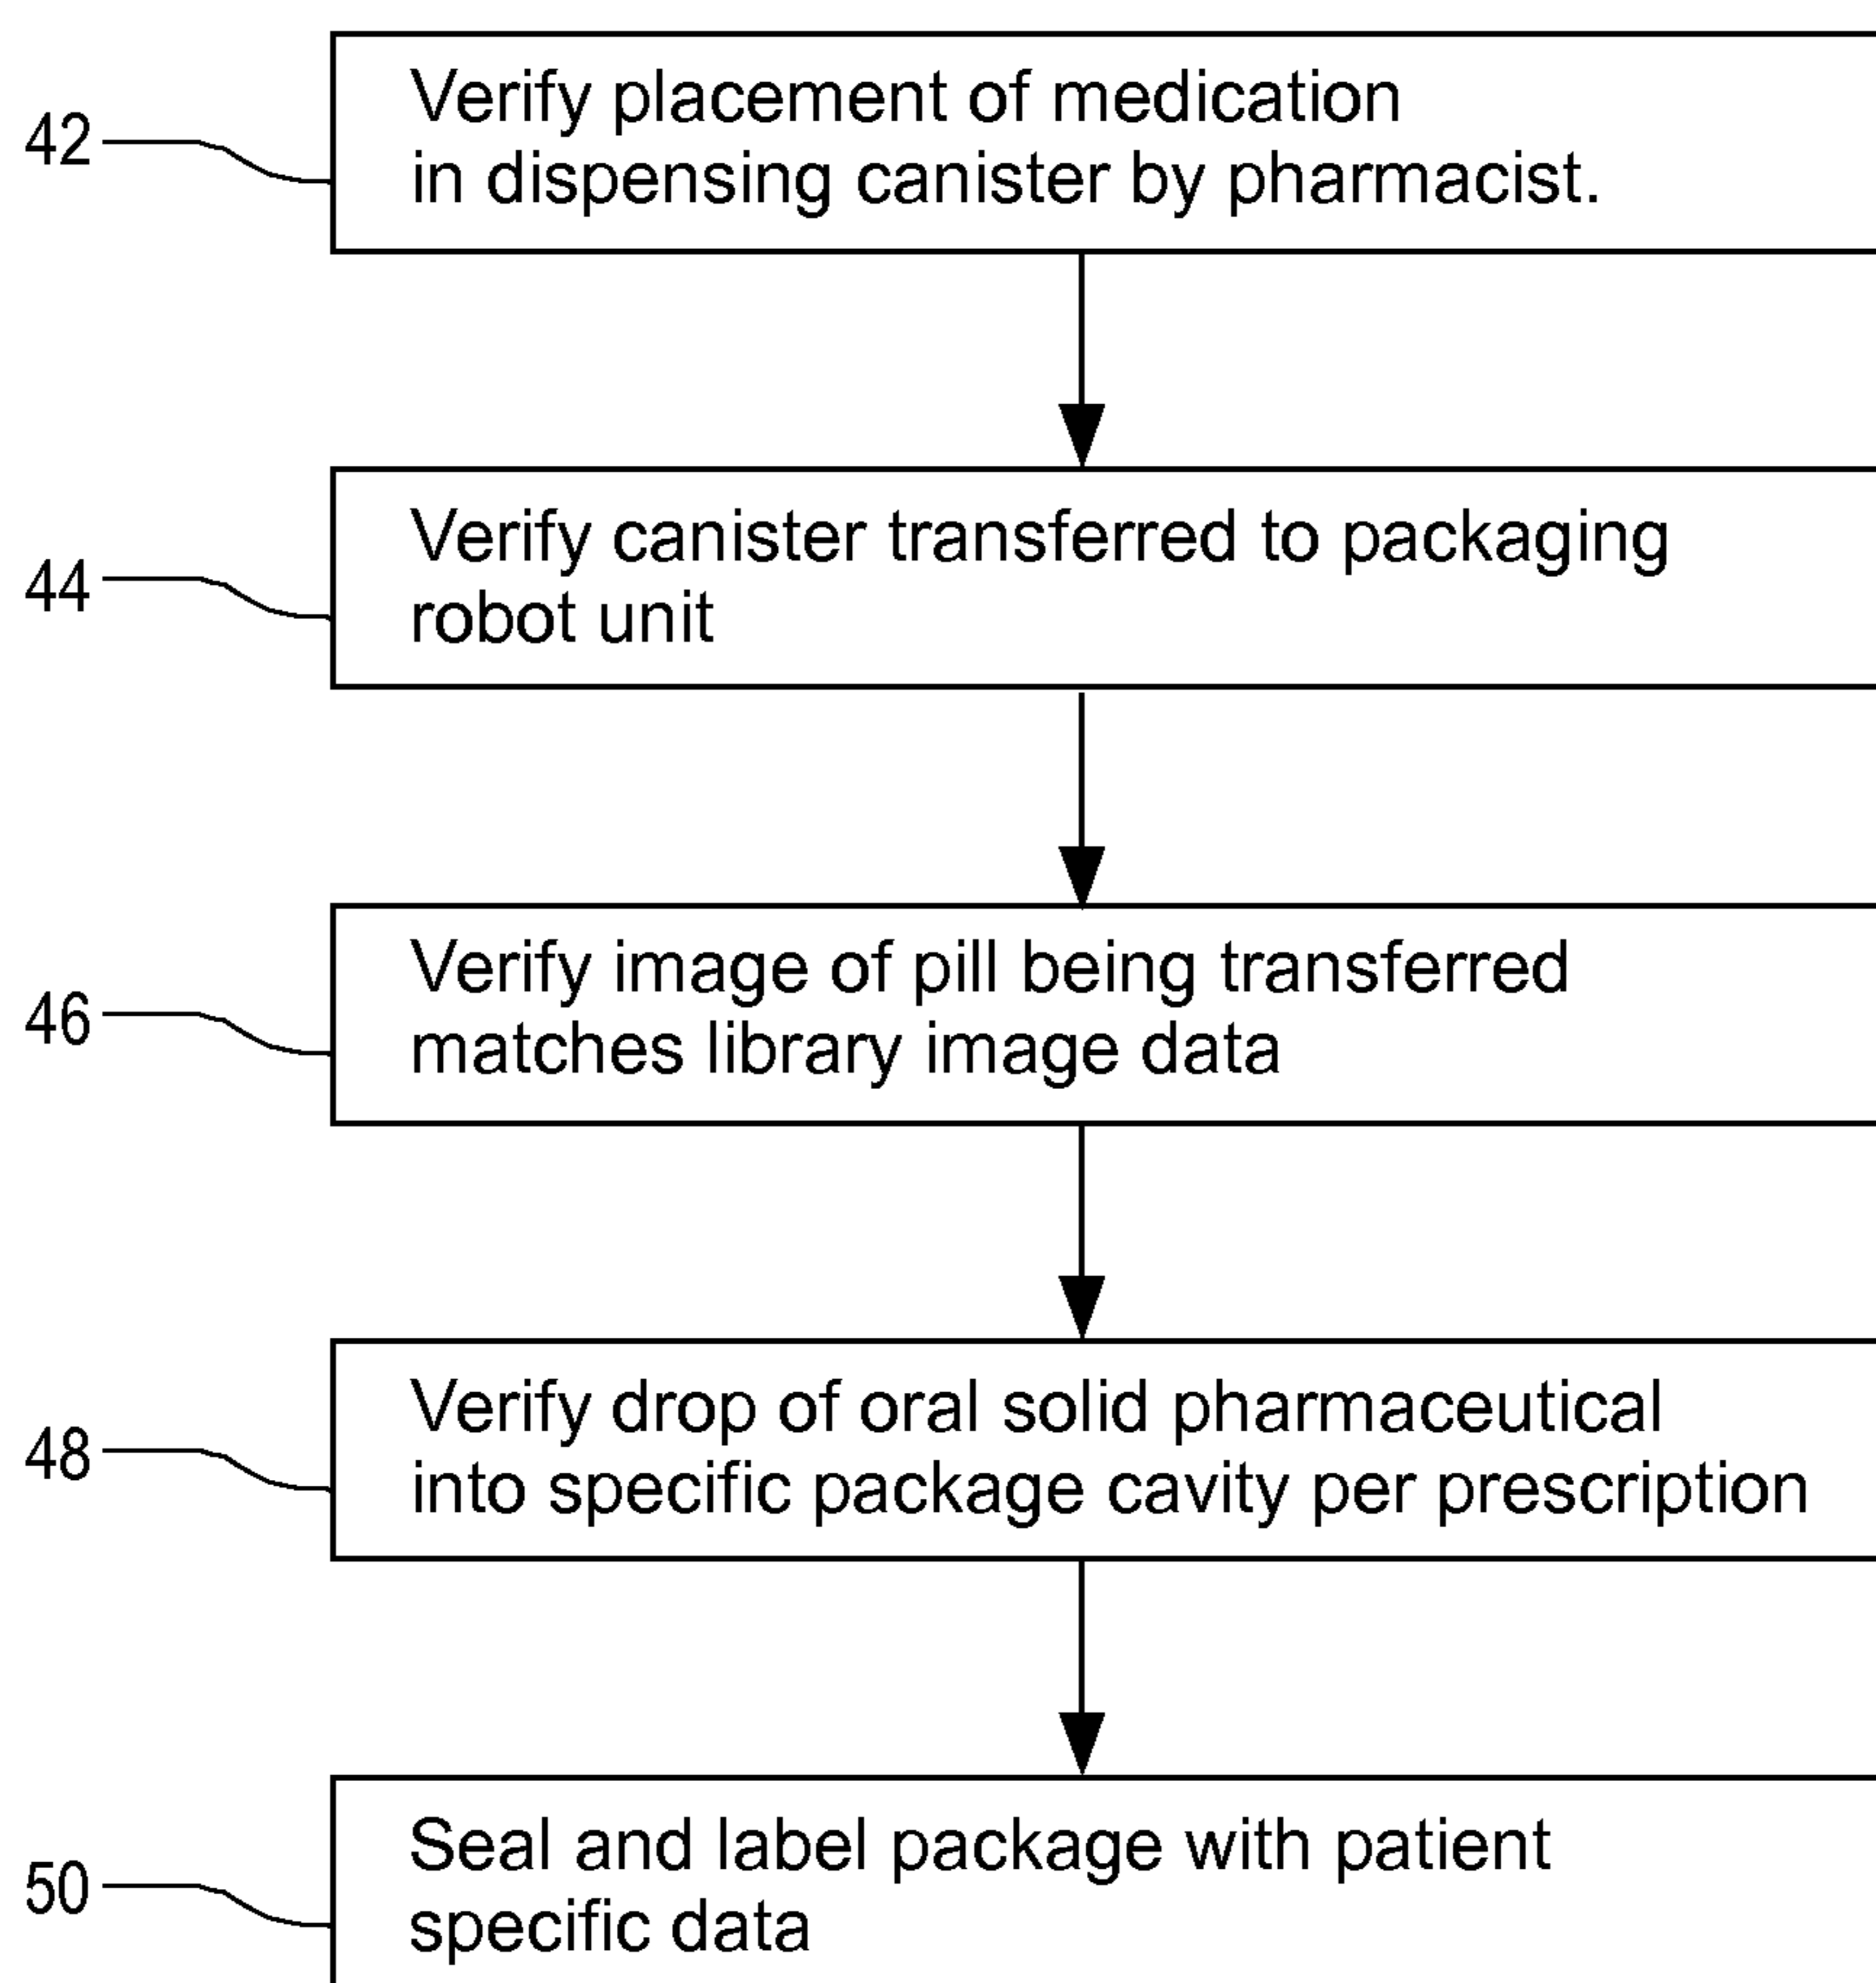 42
Verify placement of medication
in dispensing canister by pharmacist.
44
Verify canister transferred to packaging
robot unit
46
Verify image of pill being transferred
matches library image data
48
Verify drop of oral solid pharmaceutical
into specific package cavity per prescription
50
Seal and label package with patient
specific data